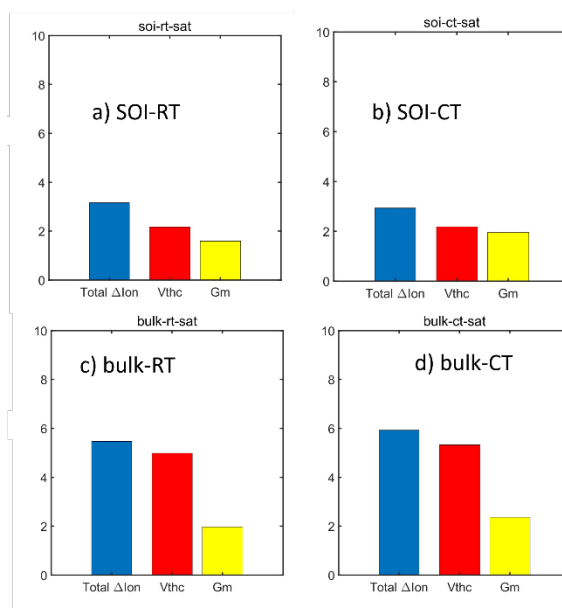 soi-rt-sat
10
8
6
4
2
0
a) SOI-RT
Total ΔIon Vthc Gm
soi-ct-sat
10
8
6
4
2
0
b) SOI-CT
Total ΔIon Vthc Gm
bulk-rt-sat
10
8
6
4
2
0
c) bulk-RT
Total ΔIon Vthc Gm
bulk-ct-sat
10
8
6
4
2
0
d) bulk-CT
Total ΔIon Vthc Gm